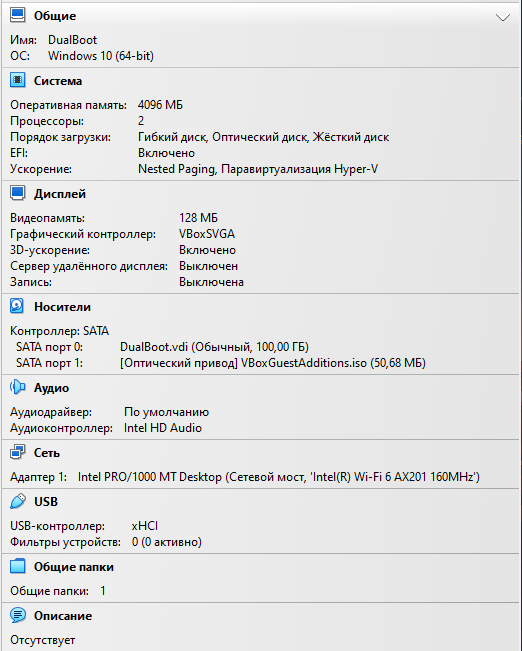 Общие
Имя: DualBoot
ОС: Windows 10 (64-bit)
Система
Оперативная память: 4096 МБ
Процессоры: 2
Порядок загрузки: Гибкий диск, Оптический диск, Жёсткий диск
EFI: Включено
Ускорение: Nested Paging, Паравиртуализация Hyper-V
Дисплей
Видеопамять: 128 МБ
Графический контроллер: VBoxSVGA
3D-ускорение: Включено
Сервер удалённого дисплея: Выключен
Запись: Выключена
Носители
Контроллер: SATA
SATA порт 0: DualBoot.vdi (Обычный, 100,00 ГБ)
SATA порт 1: [Оптический привод] VBoxGuestAdditions.iso (50,68 МБ)
Аудио
Аудиодрайвер: По умолчанию
Аудиоконтроллер: Intel HD Audio
Сеть
Адаптер 1: Intel PRO/1000 MT Desktop (Сетевой мост, 'Intel(R) Wi-Fi 6 AX201 160MHz')
USB
USB-контроллер: xHCI
Фильтры устройств: 0 (0 активно)
Общие папки
Общие папки: 1
Описание
Отсутствует